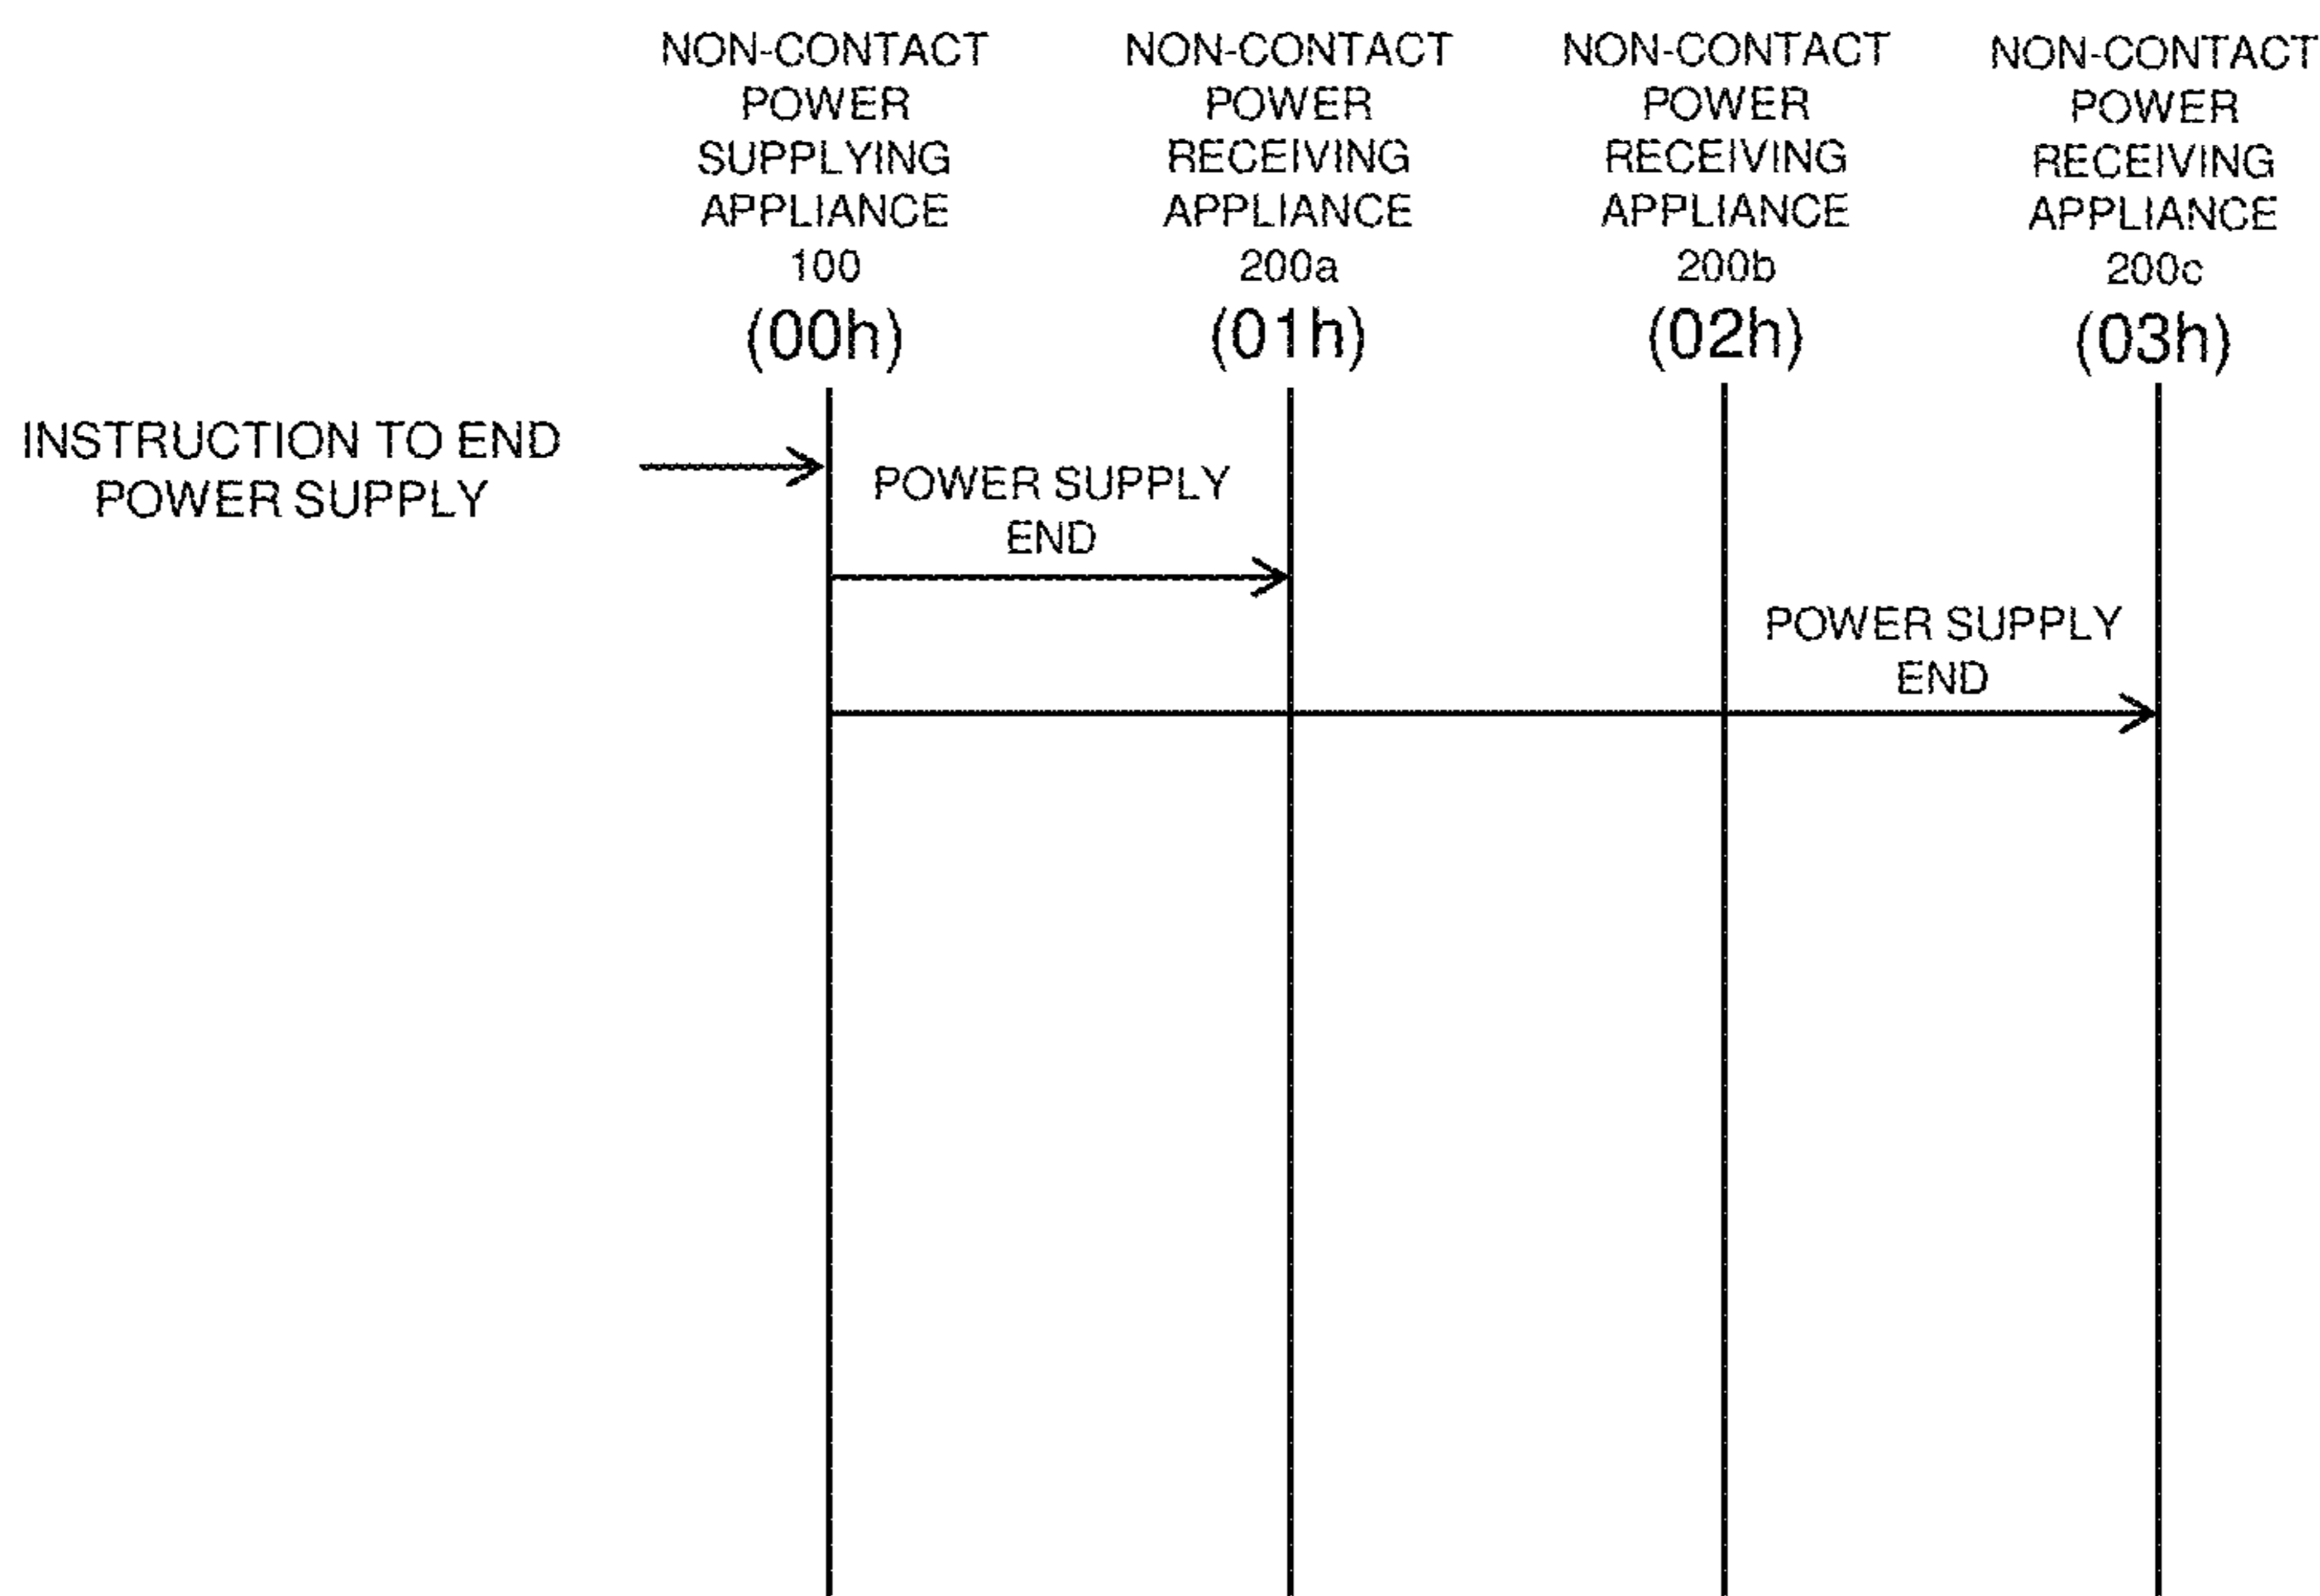 NON-CONTACT
POWER
SUPPLYING
APPLIANCE
100
(00h)
NON-CONTACT
POWER
RECEIVING
APPLIANCE
200a
(01h)
NON-CONTACT
POWER
RECEIVING
APPLIANCE
200b
(02h)
NON-CONTACT
POWER
RECEIVING
APPLIANCE
200c
(03h)
INSTRUCTION TO END
POWER SUPPLY
POWER SUPPLY
END
POWER SUPPLY
END